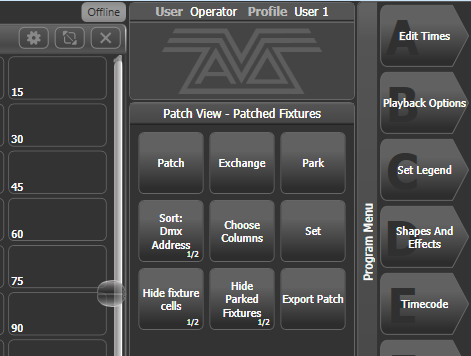 Offline
User Operator Profile User 1
15
30
45
60
75
90
Patch View - Patched Fixtures
Patch
Exchange
Park
Sort:
Dmx
Address
1/2
Choose
Columns
Set
Hide fixture
cells
1/2
Hide
Parked
Fixtures
1/2
Export Patch
Program Menu
A
Edit Times
B
Playback Options
C
Set Legend
D
Shapes And
Effects
E
Timecode